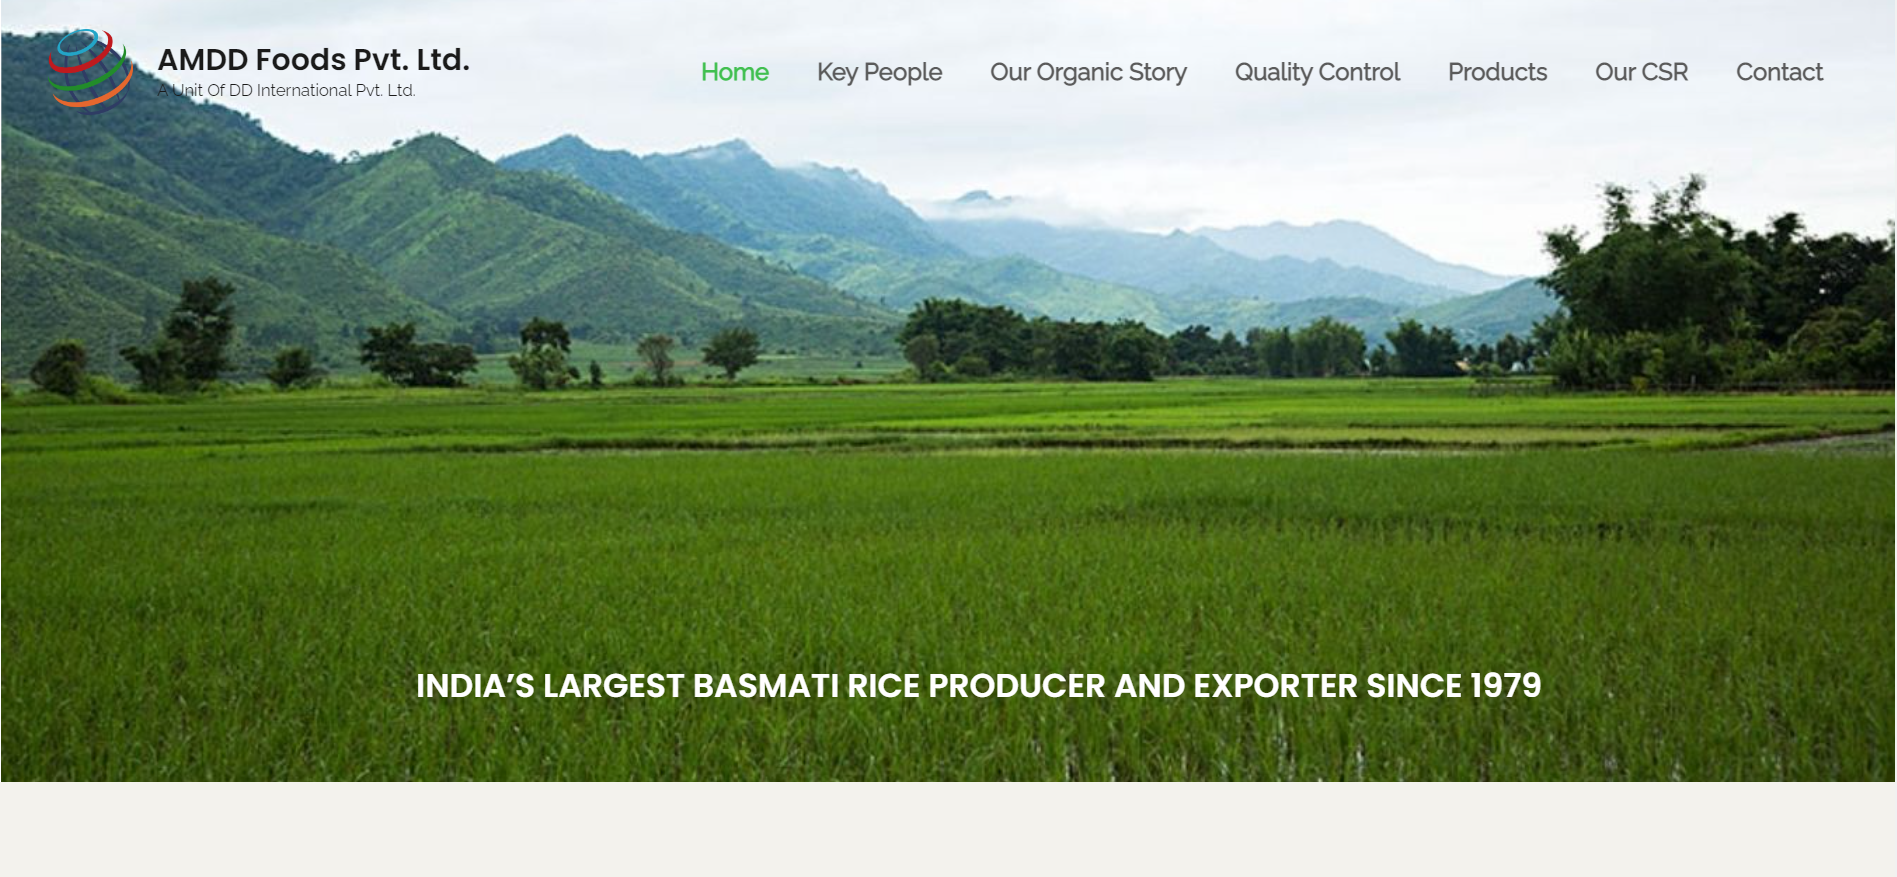 AMDD Foods Pvt. Ltd.
A Unit Of DD International Pvt. Ltd.
Home Key People Our Organic Story Quality Control Products Our CSR Contact
INDIA’S LARGEST BASMATI RICE PRODUCER AND EXPORTER SINCE 1979